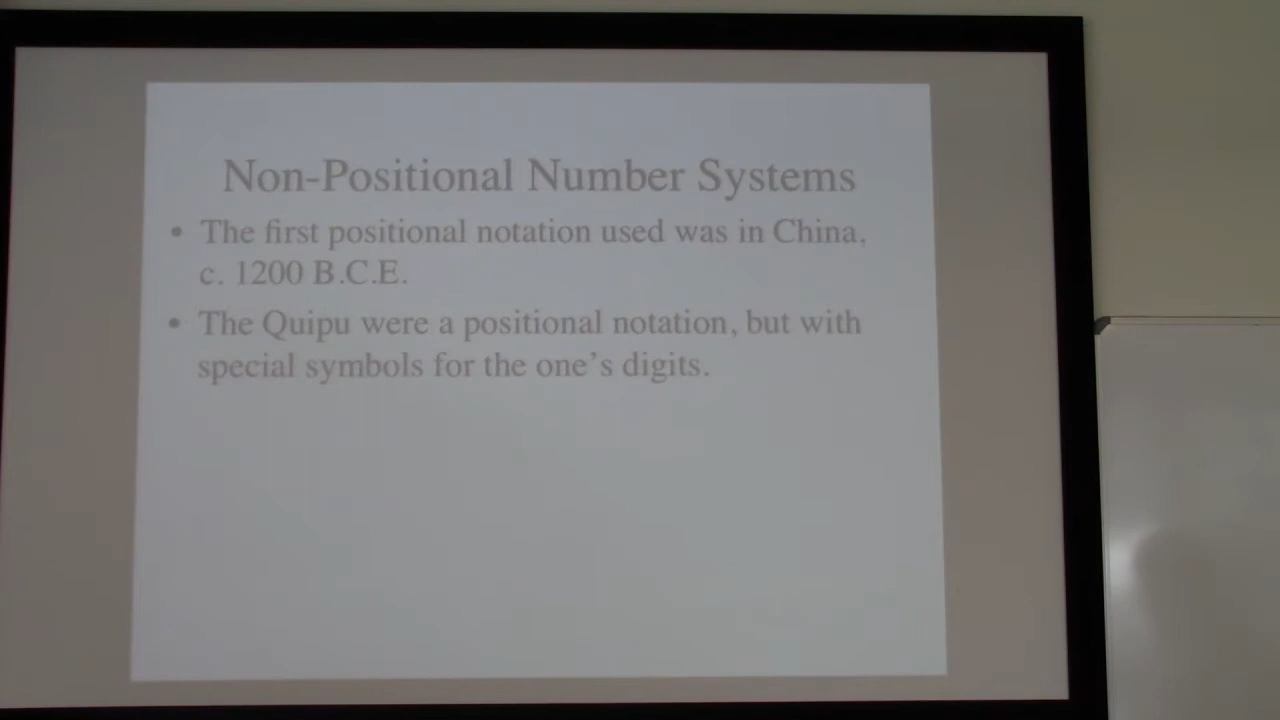 Non-Positional Number Systems
• The first positional notation used was in China,
c. 1200 B.C.E.
• The Quipu were a positional notation, but with
special symbols for the one's digits.